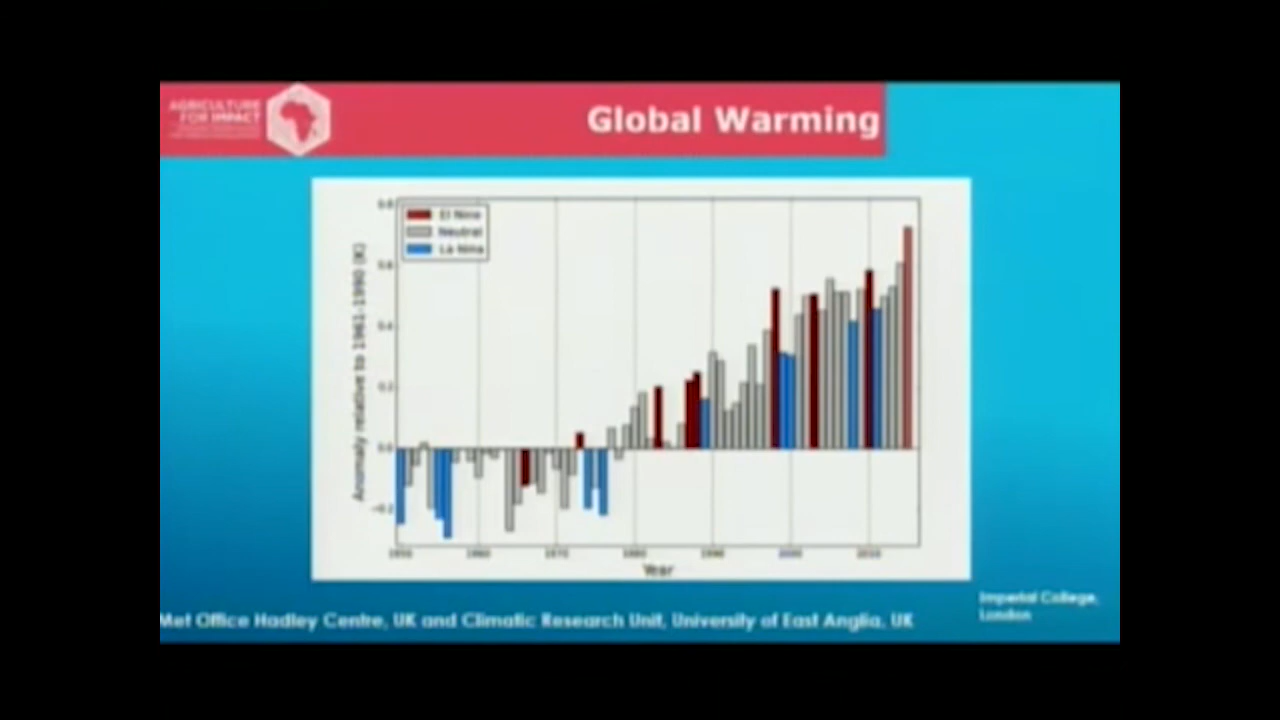 AGRICULTURE
FOR IMPACT
Global Warming
0.8
0.6
0.4
0.2
0.0
−0.2
El Nino
Neutral
La Nina
Anomaly relative to 1961-1990 (K)
1950 1960 1970 1980 1990 2000 2010
Year
Imperial College,
London
Met Office Hadley Centre, UK and Climatic Research Unit, University of East Anglia, UK